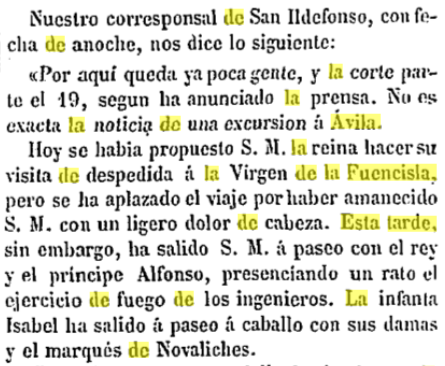 Nuestro corresponsal de San Ildefonso, con fe-
cha de anoche, nos dice lo siguiente:
«Por aquí queda ya poca gente, y la corte par-
te el 19, segun ha anunciado la prensa. No es
exacta la noticia de una excursion á Ávila.
Hoy se habia propuesto S. M. la reina hacer su
visita de despedida á la Vírgen de la Fuencisla,
pero se ha aplazado el viaje por haber amanecido
S. M. con un ligero dolor de cabeza. Esta tarde,
sin embargo, ha salido S. M. á paseo con el rey
y el príncipe Alfonso, presenciando un rato el
ejercicio de fuego de los ingenieros. La infanta
Isabel ha salido á paseo á caballo con sus damas
y el marqués de Novaliches.